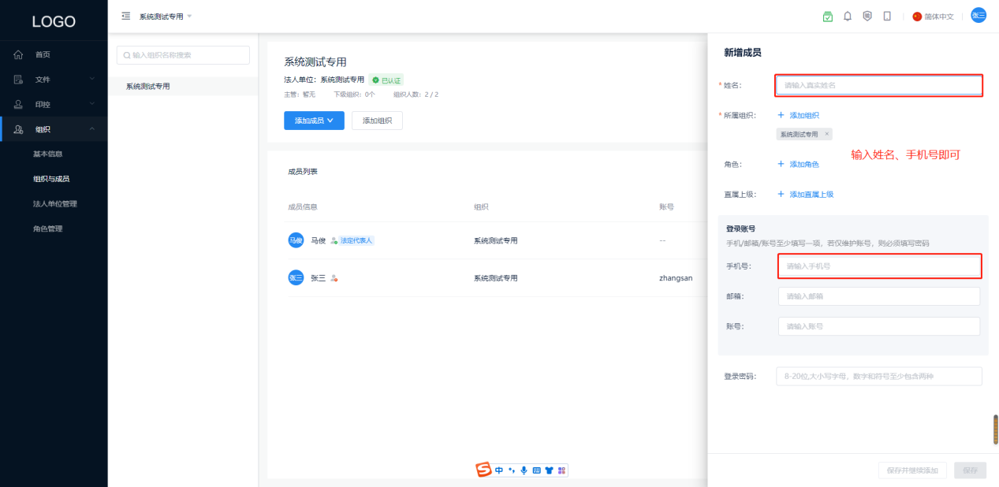 LOGO
系统测试专用
简体中文
张三
首页
文件
印控
组织
基本信息
组织与成员
法人单位管理
角色管理
输入组织名称搜索
系统测试专用
系统测试专用
法人单位：系统测试专用 已认证
主管：暂无 下级组织：0个 组织人数：2 / 2
添加成员 添加组织
成员列表
成员信息 组织 账号
马俊 马俊 法定代表人 系统测试专用 --
张三 张三 系统测试专用 zhangsan
新增成员
* 姓名： 请输入真实姓名
* 所属组织： + 添加组织
系统测试专用 ×
输入姓名、手机号即可
角色： + 添加角色
直属上级： + 添加直属上级
登录账号
手机/邮箱/账号至少填写一项，若仅维护账号，则必须填写密码
手机号： 请输入手机号
邮箱： 请输入邮箱
账号： 请输入账号
登录密码： 8-20位,大小写字母，数字和符号至少包含两种
S 中
保存并继续添加 保存